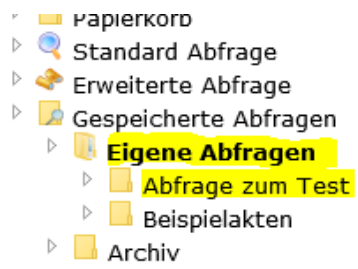 Papierkorb
Standard Abfrage
Erweiterte Abfrage
Gespeicherte Abfragen
Eigene Abfragen
Abfrage zum Test
Beispielakten
Archiv